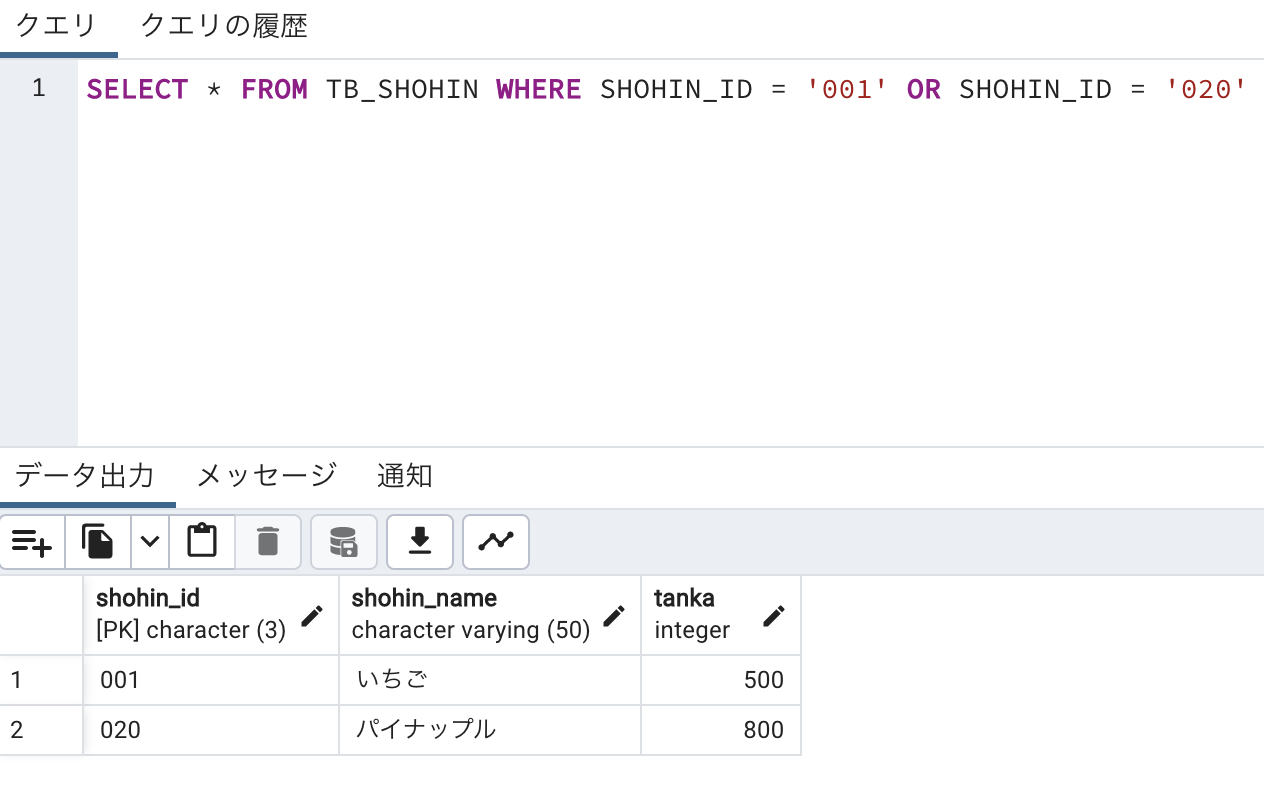 クエリ クエリの履歴
1 SELECT * FROM TB_SHOHIN WHERE SHOHIN_ID = '001' OR SHOHIN_ID = '020'
データ出力 メッセージ 通知
shohin_id shohin_name tanka
[PK] character (3) character varying (50) integer
1 001 いちご 500
2 020 パイナップル 800